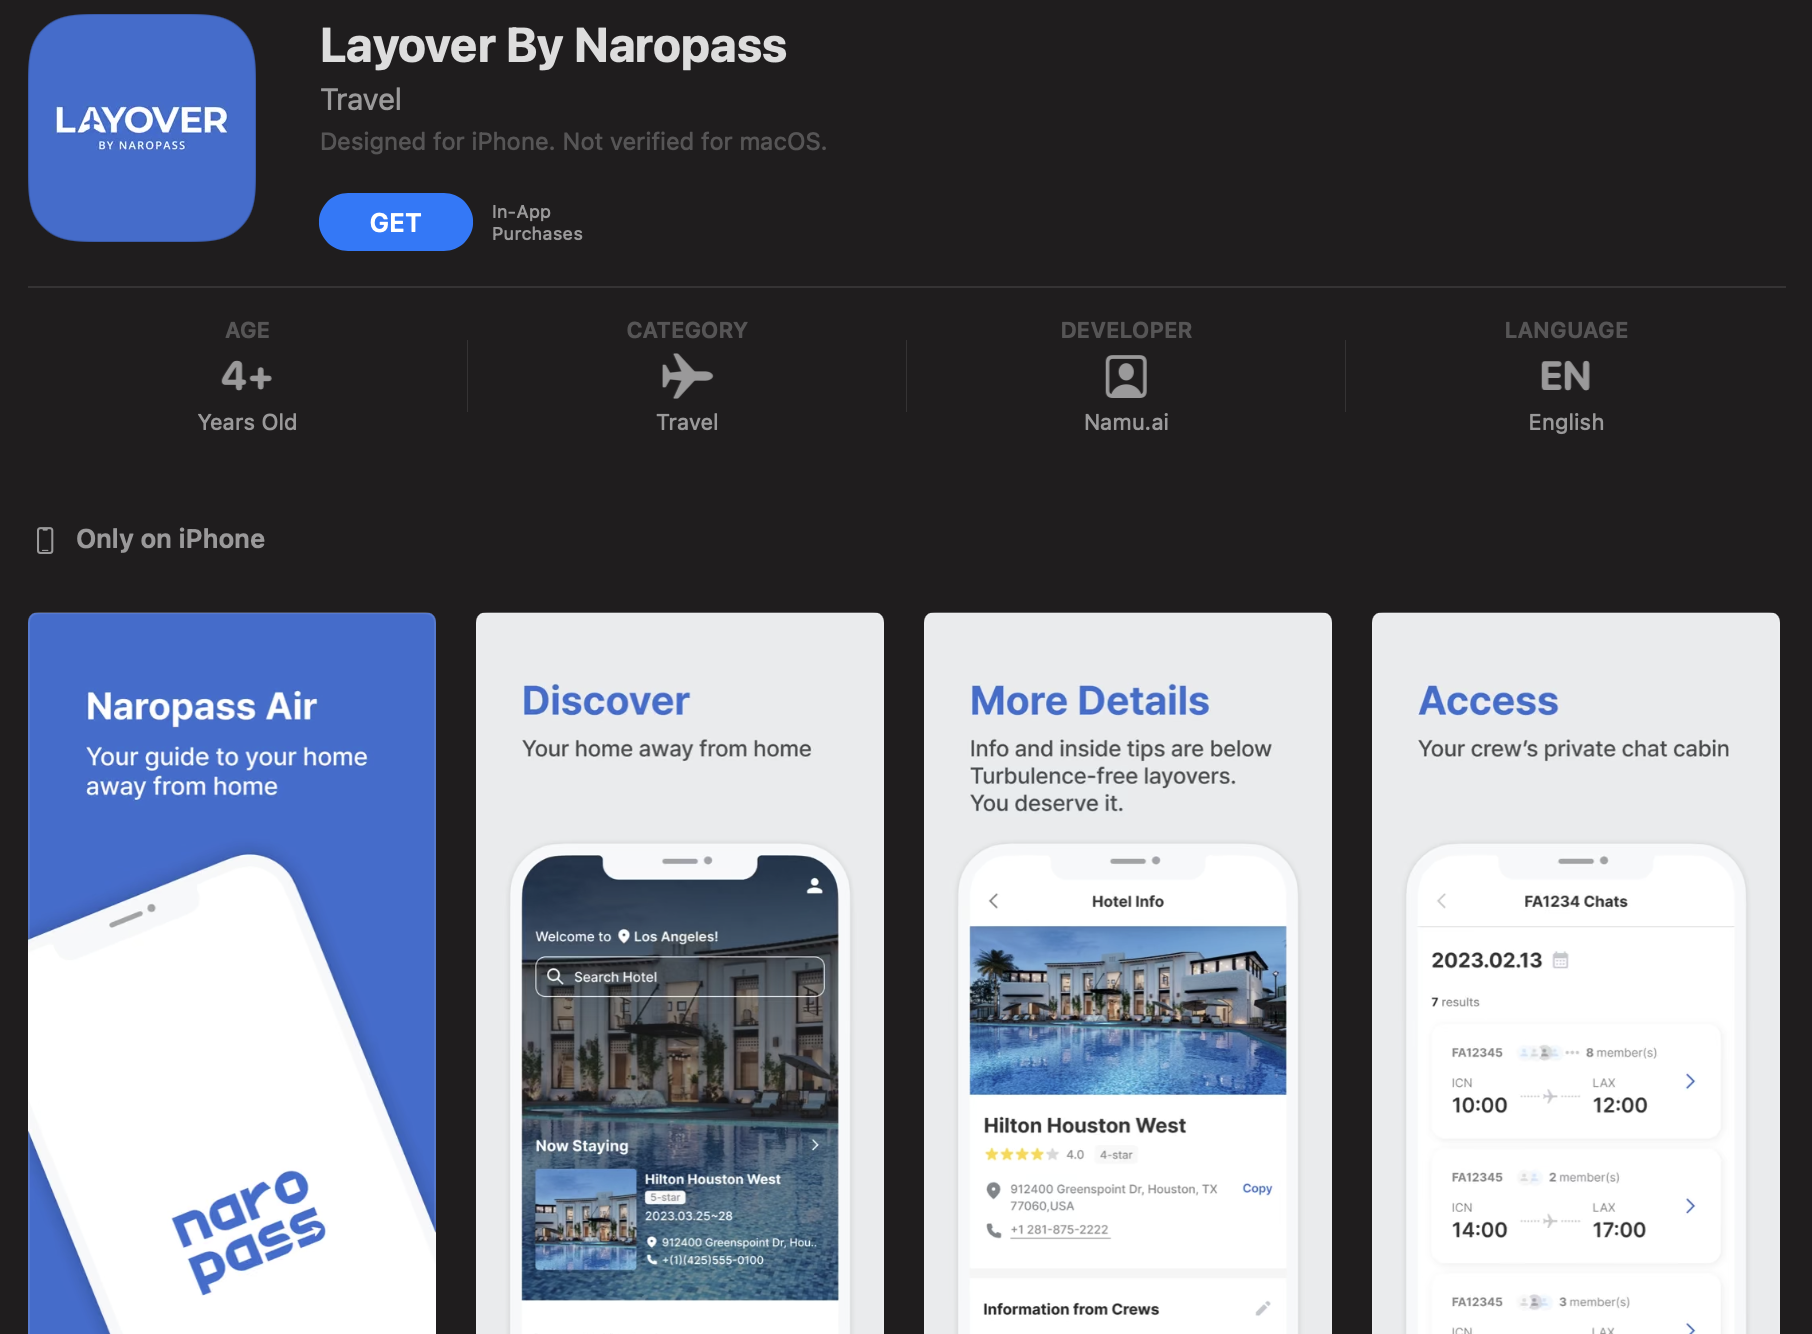 LAYOVER
BY NAROPASS
Layover By Naropass
Travel
Designed for iPhone. Not verified for macOS.
GET
In-App
Purchases
AGE
4+
Years Old
CATEGORY
Travel
DEVELOPER
Namu.ai
LANGUAGE
EN
English
Only on iPhone
Naropass Air
Your guide to your home
away from home
naro
pass
Discover
Your home away from home
Welcome to Los Angeles!
Search Hotel
Now Staying
Hilton Houston West
5-star
2023.03.25~28
912400 Greenspoint Dr, Hou..
+(1)(425)555-0100
More Details
Info and inside tips are below
Turbulence-free layovers.
You deserve it.
Hotel Info
Hilton Houston West
4.0 4-star
912400 Greenspoint Dr, Houston, TX
77060,USA
Copy
+1 281-875-2222
Information from Crews
Access
Your crew's private chat cabin
FA1234 Chats
2023.02.13
7 results
FA12345 8 member(s)
ICN LAX
10:00 12:00
FA12345 2 member(s)
ICN LAX
14:00 17:00
FA12345 3 member(s)
ICN LAX